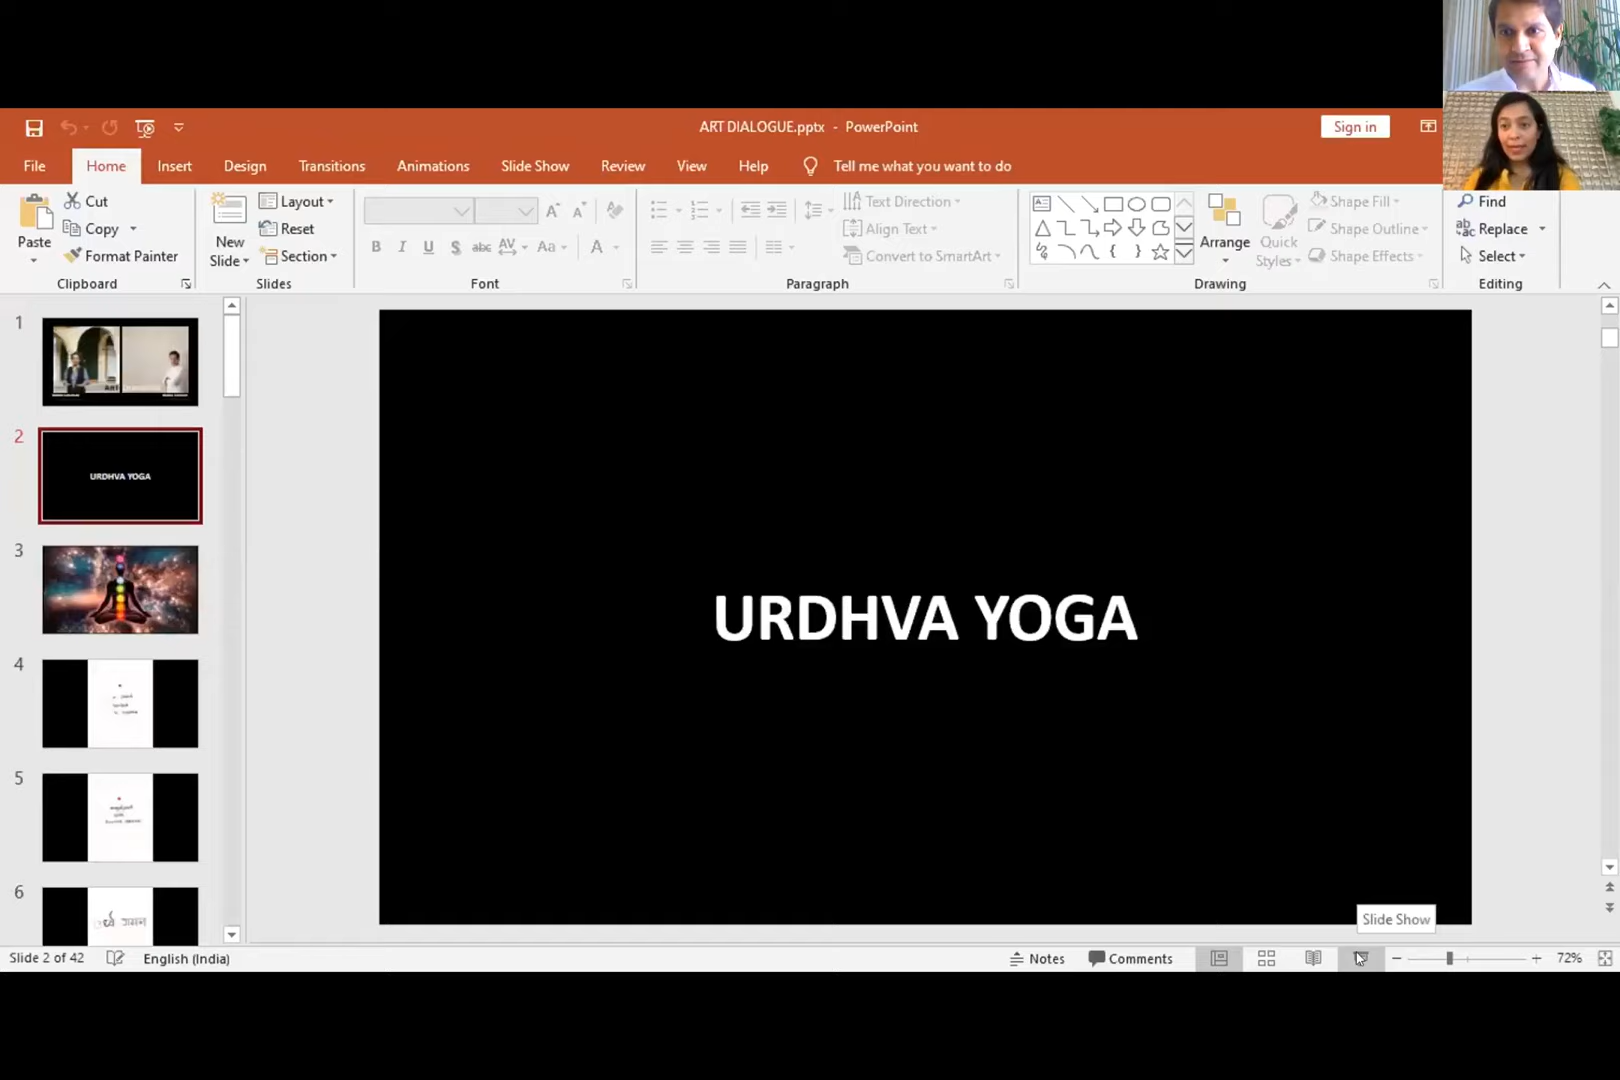 ART DIALOGUE.pptx - PowerPoint
Sign in
File Home Insert Design Transitions Animations Slide Show Review View Help Tell me what you want to do
Paste
Cut
Copy
Format Painter
Clipboard
New
Slide
Layout
Reset
Section
Slides
B I U S abc AV Aa A
Font
Text Direction
Align Text
Convert to SmartArt
Paragraph
Arrange
Quick
Styles
Shape Fill
Shape Outline
Shape Effects
Drawing
Find
Replace
Select
Editing
1
2
URDHVA YOGA
3
4
5
6
URDHVA YOGA
Slide Show
Slide 2 of 42 English (India) Notes Comments 72%